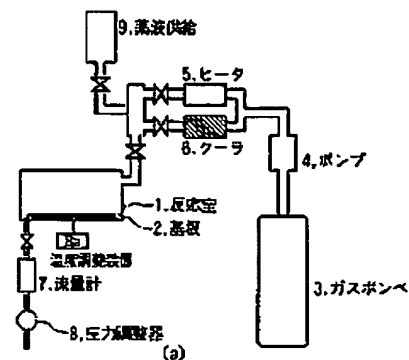 9,薬液供給
5,ヒータ
6,クーラ
4,ポンプ
1,反応室
2,基板
温度調整装置
7,流量計
3,ガスボンベ
8,圧力調整器
(a)